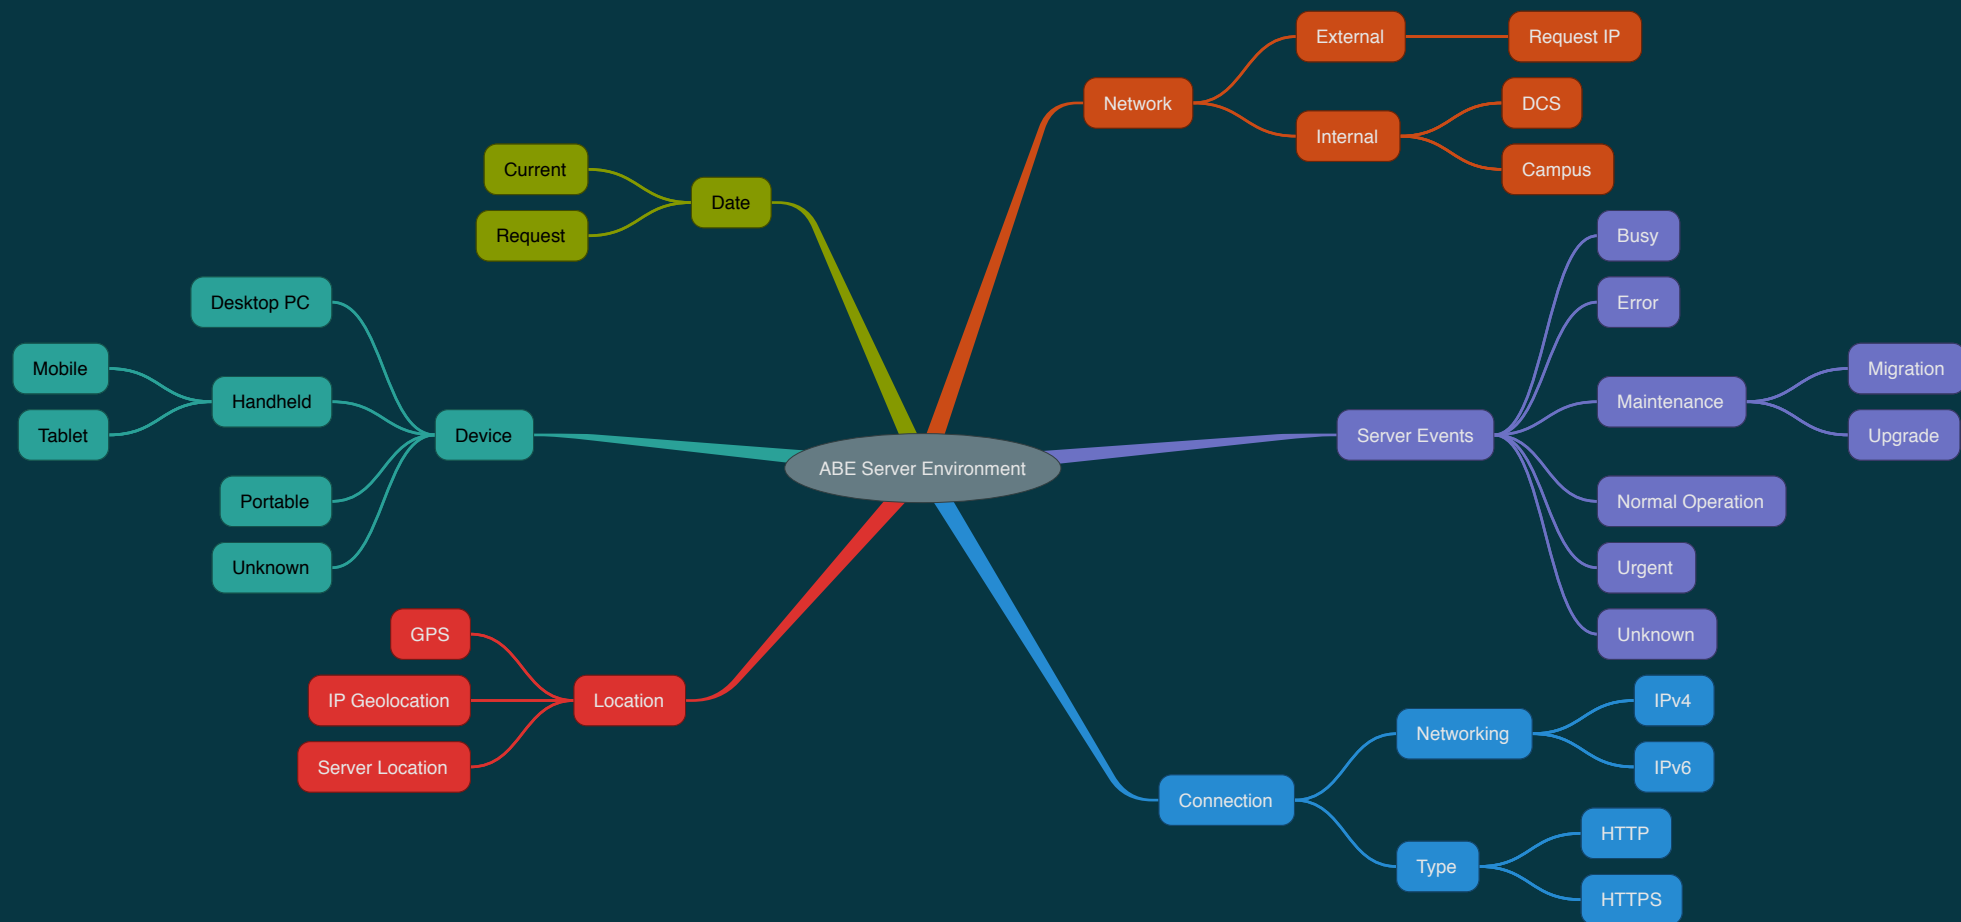 ABE Server Environment
Network
External
Request IP
Internal
DCS
Campus
Server Events
Busy
Error
Maintenance
Migration
Upgrade
Normal Operation
Urgent
Unknown
Connection
Networking
IPv4
IPv6
Type
HTTP
HTTPS
Date
Current
Request
Device
Desktop PC
Handheld
Mobile
Tablet
Portable
Unknown
Location
GPS
IP Geolocation
Server Location